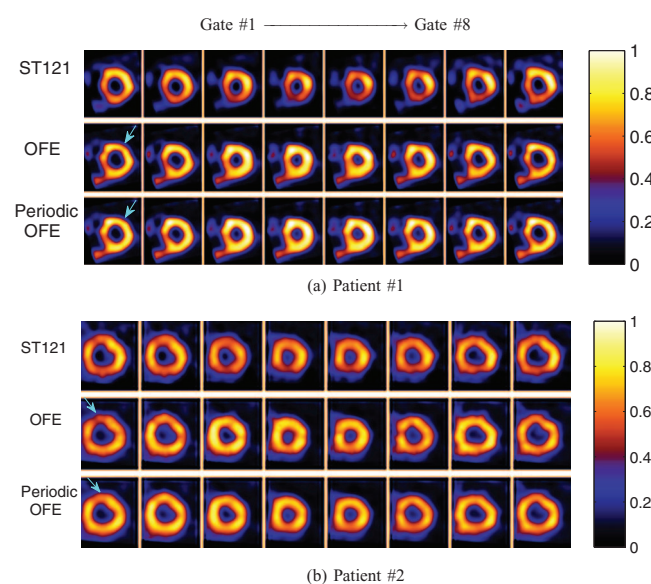 Gate #1 ⟶ Gate #8
ST121
OFE
Periodic
OFE
1
0.8
0.6
0.4
0.2
0
(a) Patient #1
ST121
OFE
Periodic
OFE
1
0.8
0.6
0.4
0.2
0
(b) Patient #2